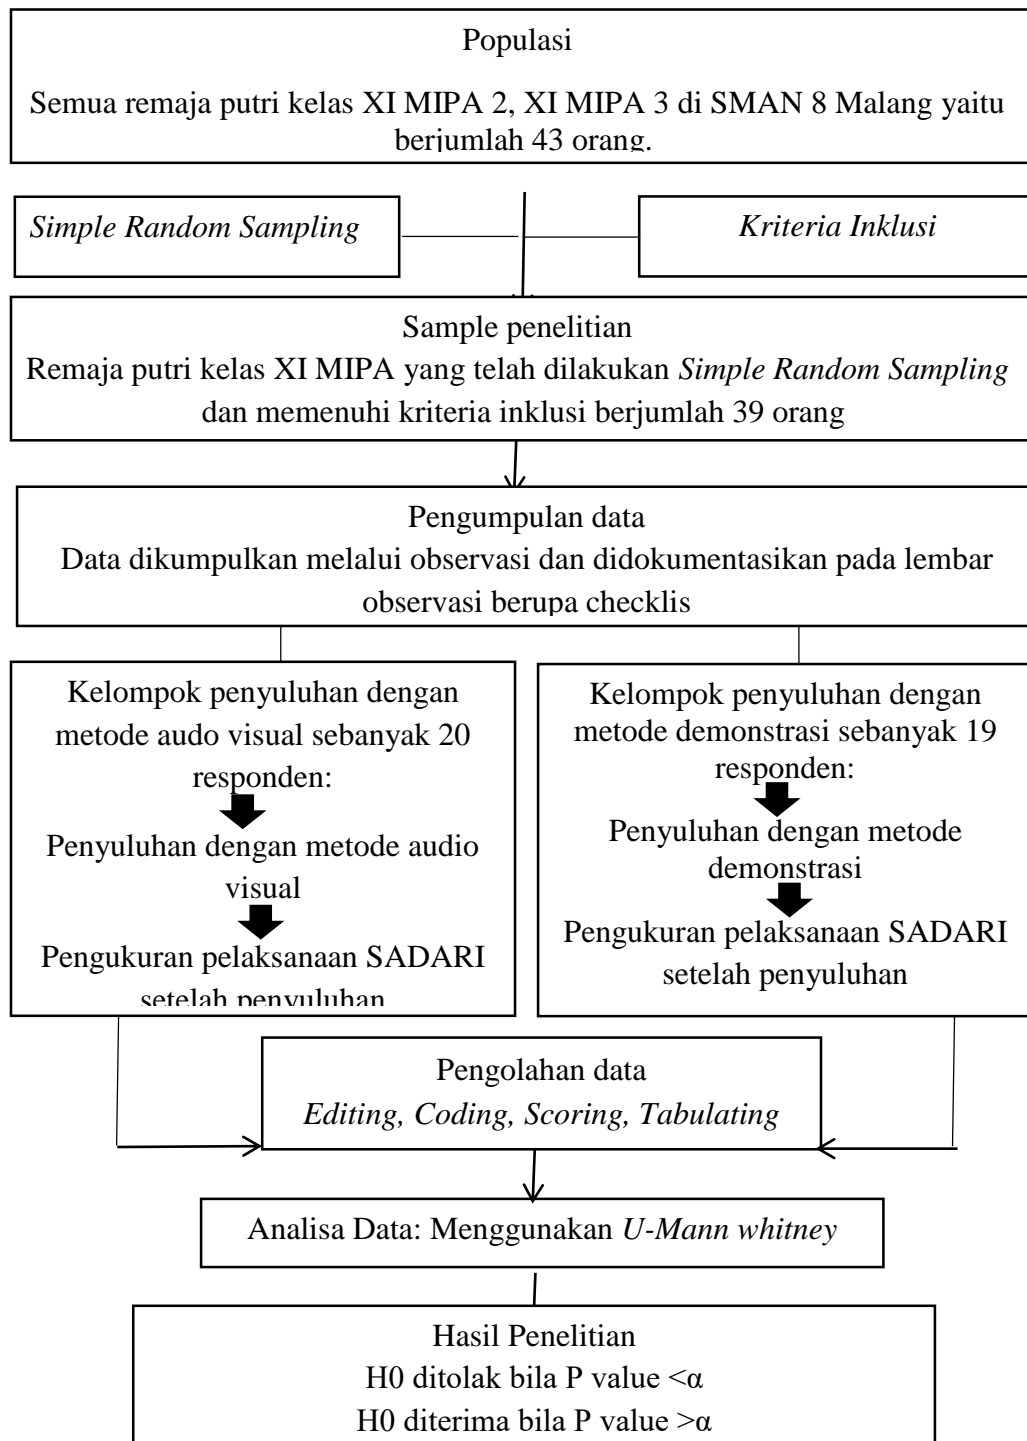 Populasi
Semua remaja putri kelas XI MIPA 2, XI MIPA 3 di SMAN 8 Malang yaitu
berjumlah 43 orang.
Simple Random Sampling
Kriteria Inklusi
Sample penelitian
Remaja putri kelas XI MIPA yang telah dilakukan Simple Random Sampling
dan memenuhi kriteria inklusi berjumlah 39 orang
Pengumpulan data
Data dikumpulkan melalui observasi dan didokumentasikan pada lembar
observasi berupa checklis
Kelompok penyuluhan dengan
metode audo visual sebanyak 20
responden:
Penyuluhan dengan metode audio
visual
Pengukuran pelaksanaan SADARI
setelah penyuluhan
Kelompok penyuluhan dengan
metode demonstrasi sebanyak 19
responden:
Penyuluhan dengan metode
demonstrasi
Pengukuran pelaksanaan SADARI
setelah penyuluhan
Pengolahan data
Editing, Coding, Scoring, Tabulating
Analisa Data: Menggunakan U-Mann whitney
Hasil Penelitian
H0 ditolak bila P value <α
H0 diterima bila P value >α